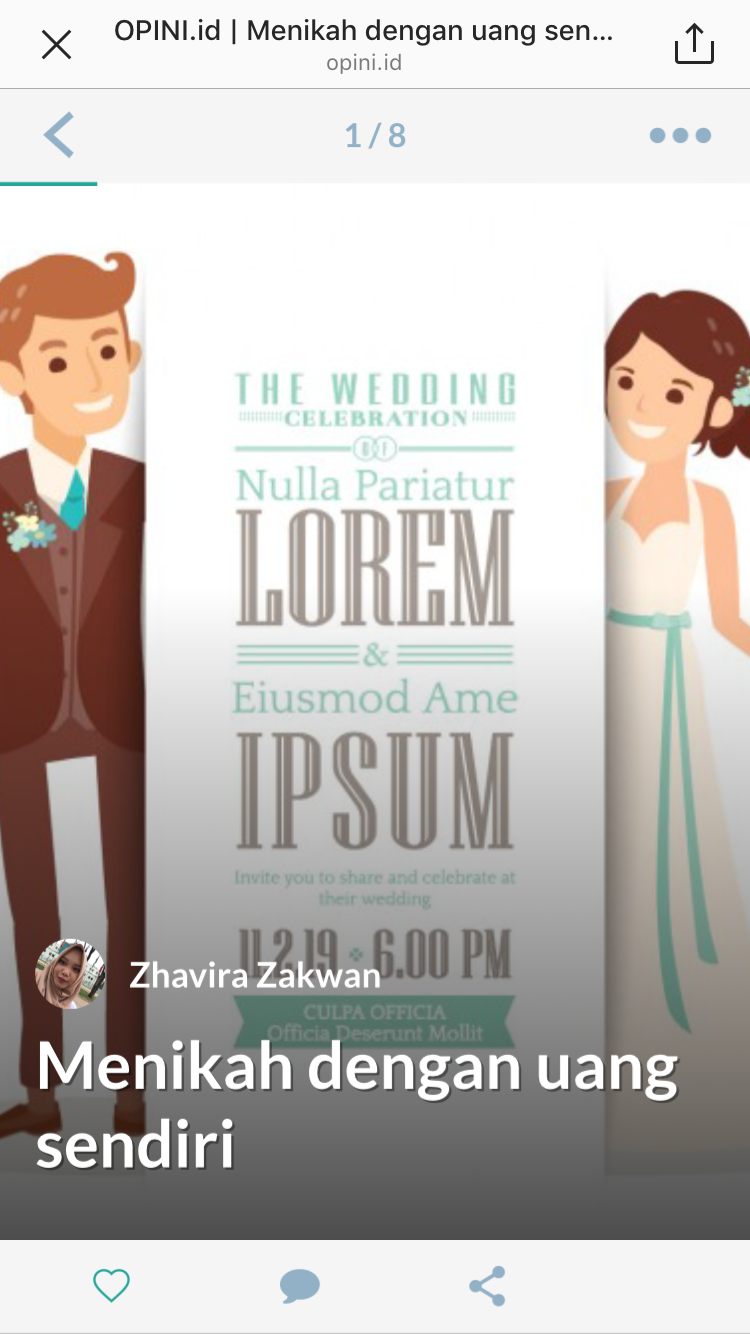 OPINI.id | Menikah dengan uang sen...
opini.id
1 / 8
THE WEDDING
CELEBRATION
OF
Nulla Pariatur
LOREM
&
Eiusmod Ame
IPSUM
Invite you to share and celebrate at
their wedding
11.2.19 6.00 PM
CULPA OFFICIA
Officia Deserunt Mollit
Zhavira Zakwan
Menikah dengan uang
sendiri